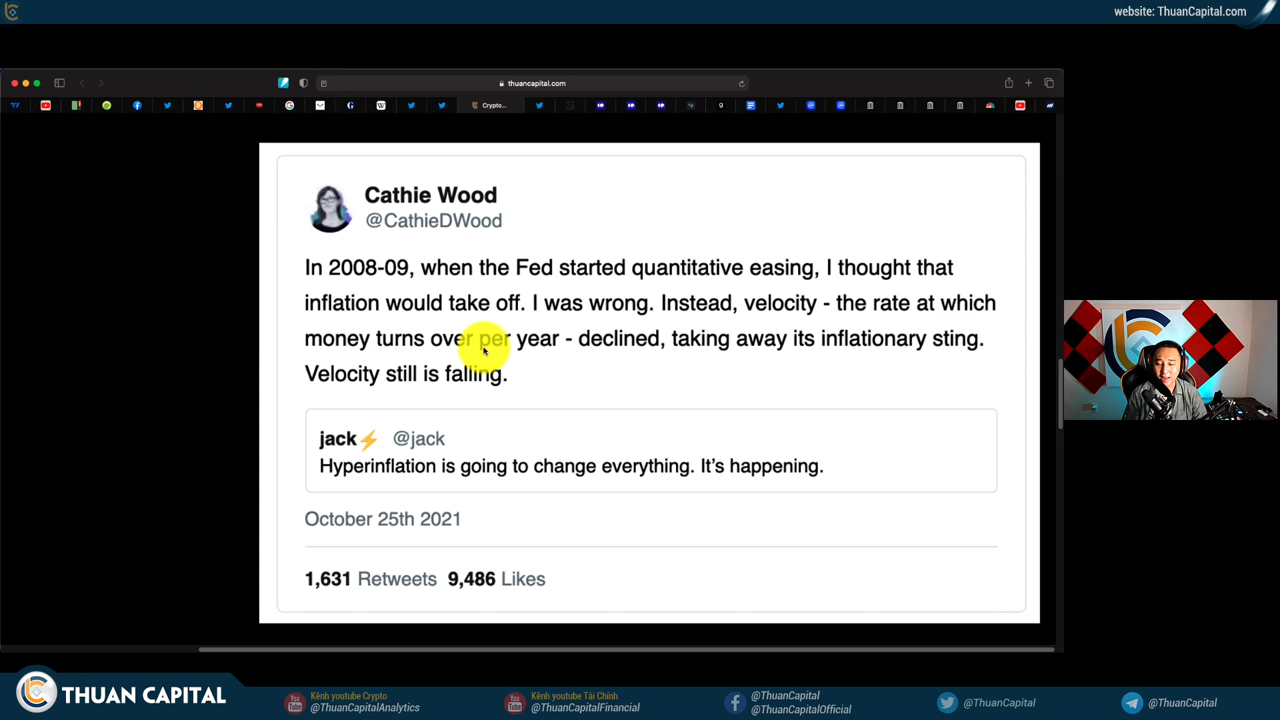 website: ThuanCapital.com
thuancapital.com
Crypto...
Cathie Wood
@CathieDWood
In 2008-09, when the Fed started quantitative easing, I thought that
inflation would take off. I was wrong. Instead, velocity - the rate at which
money turns over per year - declined, taking away its inflationary sting.
Velocity still is falling.
jack⚡ @jack
Hyperinflation is going to change everything. It's happening.
October 25th 2021
1,631 Retweets 9,486 Likes
THUAN CAPITAL
Kênh youtube Crypto
@ThuanCapitalAnalytics
Kênh youtube Tài Chính
@ThuanCapitalFinancial
@ThuanCapital
@ThuanCapitalOfficial
@ThuanCapital
@ThuanCapital